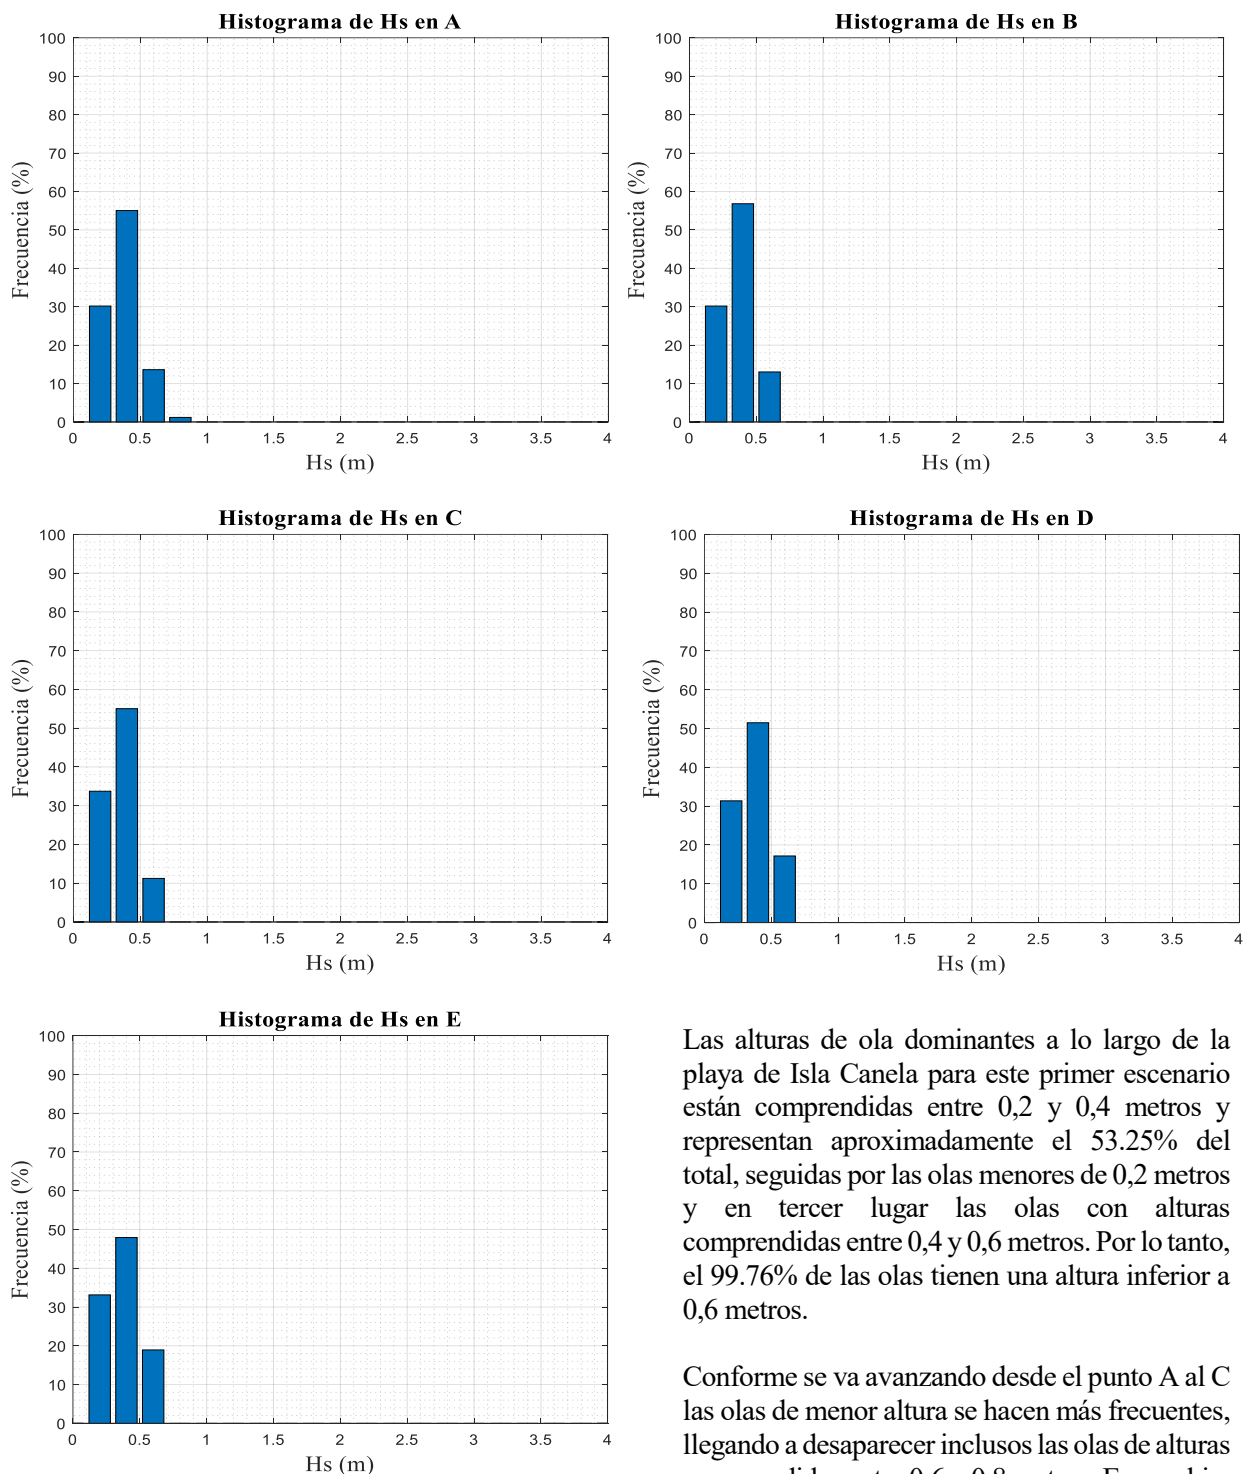 Histograma de Hs en A
100
90
80
70
60
50
40
30
20
10
0
Frecuencia (%)
0 0.5 1 1.5 2 2.5 3 3.5 4
Hs (m)
Histograma de Hs en B
100
90
80
70
60
50
40
30
20
10
0
Frecuencia (%)
0 0.5 1 1.5 2 2.5 3 3.5 4
Hs (m)
Histograma de Hs en C
100
90
80
70
60
50
40
30
20
10
0
Frecuencia (%)
0 0.5 1 1.5 2 2.5 3 3.5 4
Hs (m)
Histograma de Hs en D
100
90
80
70
60
50
40
30
20
10
0
Frecuencia (%)
0 0.5 1 1.5 2 2.5 3 3.5 4
Hs (m)
Histograma de Hs en E
100
90
80
70
60
50
40
30
20
10
0
Frecuencia (%)
0 0.5 1 1.5 2 2.5 3 3.5 4
Hs (m)
Las alturas de ola dominantes a lo largo de la
playa de Isla Canela para este primer escenario
están comprendidas entre 0,2 y 0,4 metros y
representan aproximadamente el 53.25% del
total, seguidas por las olas menores de 0,2 metros
y en tercer lugar las olas con alturas
comprendidas entre 0,4 y 0,6 metros. Por lo tanto,
el 99.76% de las olas tienen una altura inferior a
0,6 metros.
Conforme se va avanzando desde el punto A al C
las olas de menor altura se hacen más frecuentes,
llegando a desaparecer inclusos las olas de alturas